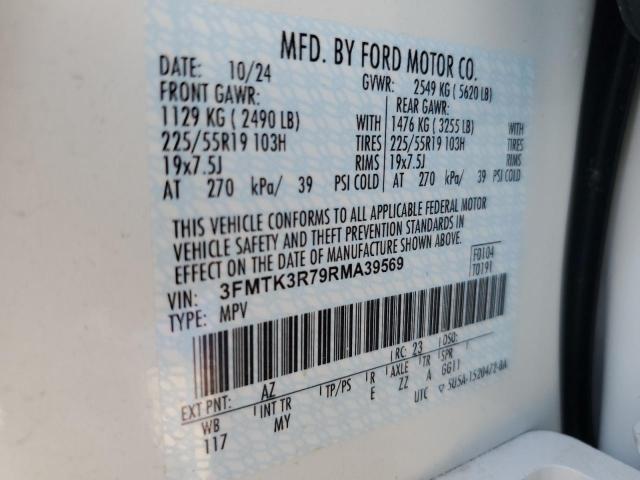 MFD. BY FORD MOTOR CO.
DATE: 10/24 GVWR: 2549 KG ( 5620 LB)
FRONT GAWR: REAR GAWR:
1129 KG ( 2490 LB) WITH 1476 KG ( 3255 LB) WITH
225/55R19 103H TIRES 225/55R19 103H TIRES
19x7.5J RIMS 19x7.5J RIMS
AT 270 kPa/ 39 PSI COLD AT 270 kPa/ 39 PSI COLD
THIS VEHICLE CONFORMS TO ALL APPLICABLE FEDERAL MOTOR
VEHICLE SAFETY AND THEFT PREVENTION STANDARDS IN
EFFECT ON THE DATE OF MANUFACTURE SHOWN ABOVE.
VIN: 3FMTK3R79RMA39569 F0104
TYPE: MPV T0191
EXT PNT: AZ RC: 23 DSO:
WB INT TR TP/PS R AXLE TR SPR
117 MY E ZZ A GG11
UTC 5U5A-1520472-BA